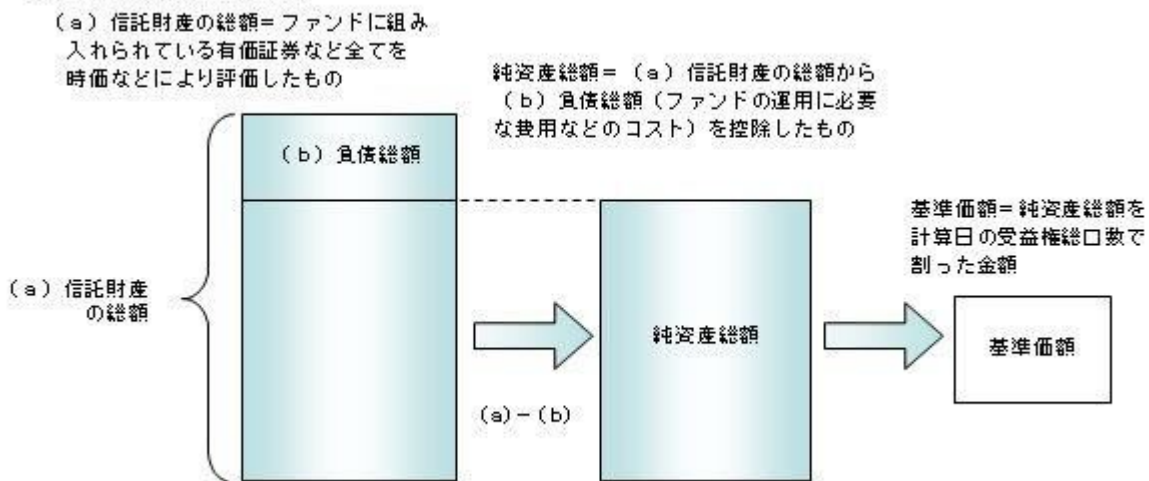 （a）信託財産の総額＝ファンドに組み
入れられている有価証券など全てを
時価などにより評価したもの
純資産総額＝（a）信託財産の総額から
（b）負債総額（ファンドの運用に必要
な費用などのコスト）を控除したもの
（b）負債総額
基準価額＝純資産総額を
計算日の受益権総口数で
割った金額
（a）信託財産
の総額
純資産総額
基準価額
（a）－（b）